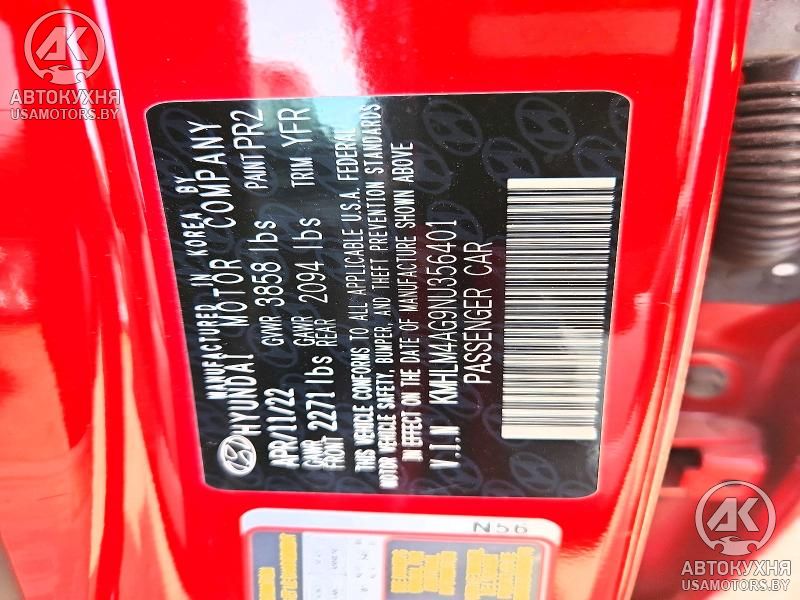 AK
АВТОКУХНЯ
USAMOTORS.BY
MANUFACTURED IN KOREA BY
HYUNDAI MOTOR COMPANY
APR/11/22 GVWR 3858 lbs PAINT PR2
GAWR FRONT 2271 lbs GAWR REAR 2094 lbs TRIM YFR
THIS VEHICLE CONFORMS TO ALL APPLICABLE U.S.A. FEDERAL
MOTOR VEHICLE SAFETY, BUMPER, AND THEFT PREVENTION STANDARDS
IN EFFECT ON THE DATE OF MANUFACTURE SHOWN ABOVE
V.I.N KMHLM4AG9NU356401
PASSENGER CAR
N56
AK
АВТОКУХНЯ
USAMOTORS.BY